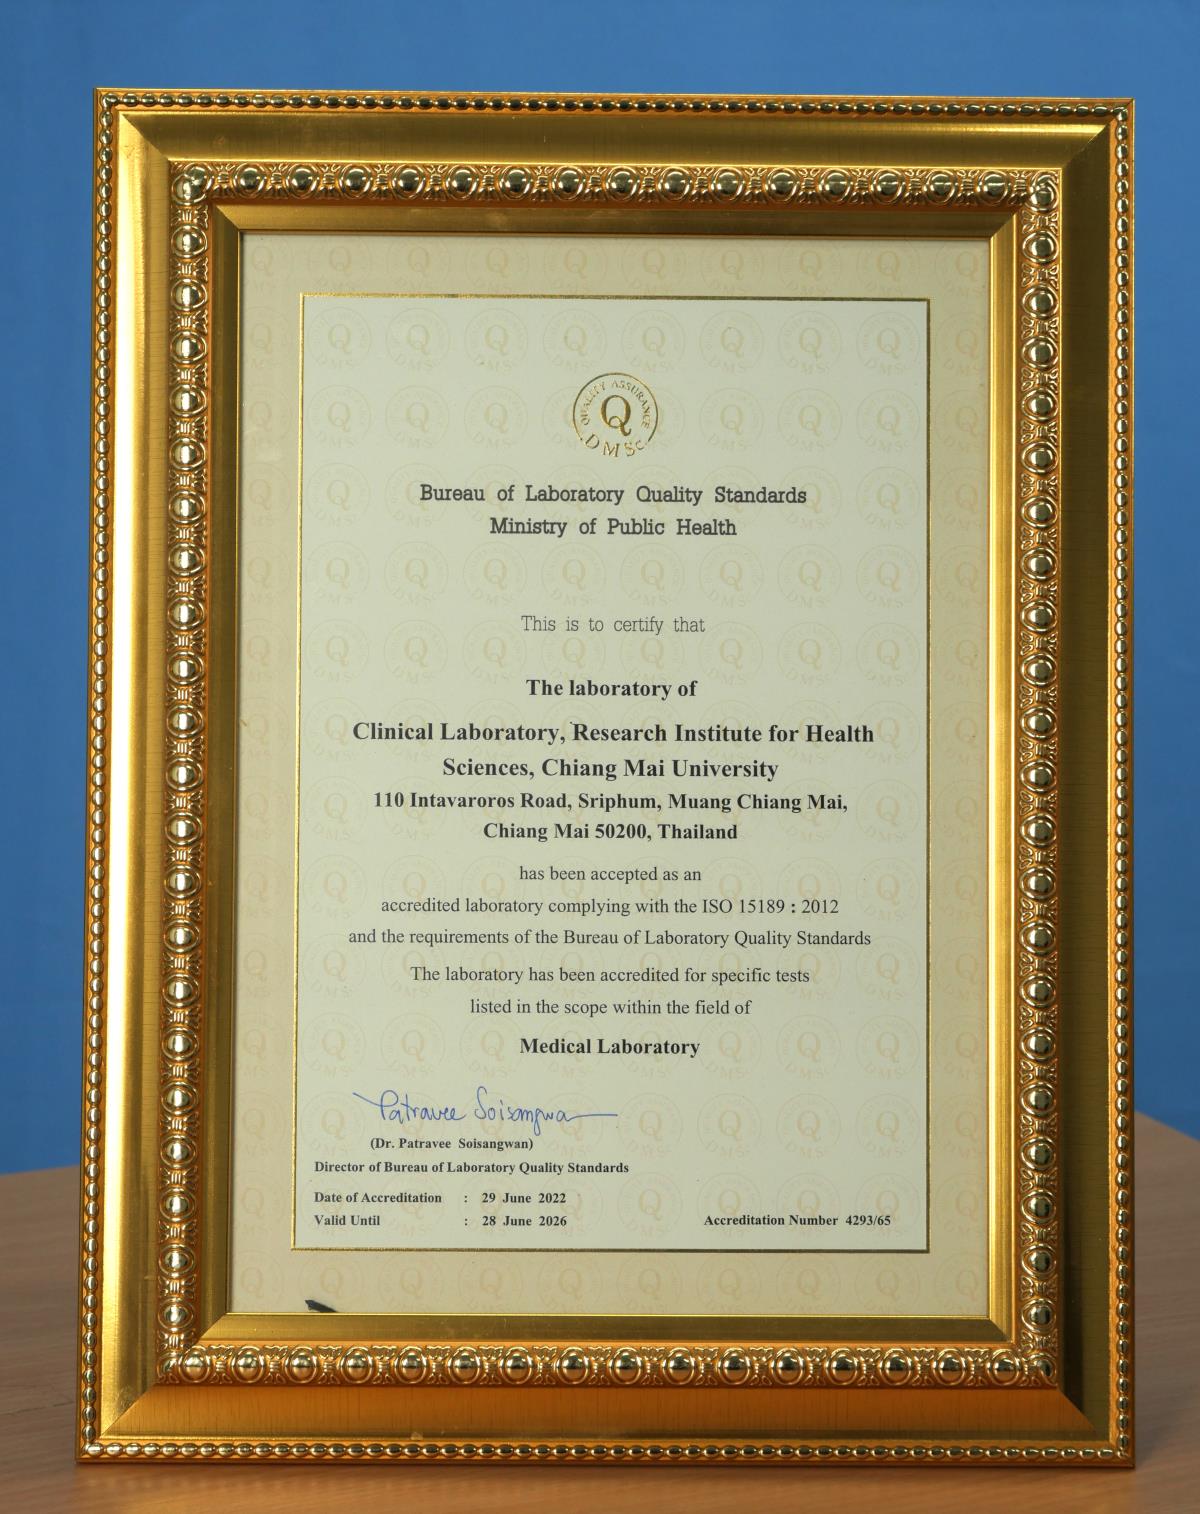 QUALITY ASSURANCE
Q
DMSc
Bureau of Laboratory Quality Standards
Ministry of Public Health
This is to certify that
The laboratory of
Clinical Laboratory, Research Institute for Health
Sciences, Chiang Mai University
110 Intavaroros Road, Sriphum, Muang Chiang Mai,
Chiang Mai 50200, Thailand
has been accepted as an
accredited laboratory complying with the ISO 15189 : 2012
and the requirements of the Bureau of Laboratory Quality Standards
The laboratory has been accredited for specific tests
listed in the scope within the field of
Medical Laboratory
Patravee Soisangwan
(Dr. Patravee Soisangwan)
Director of Bureau of Laboratory Quality Standards
Date of Accreditation : 29 June 2022
Valid Until : 28 June 2026 Accreditation Number 4293/65